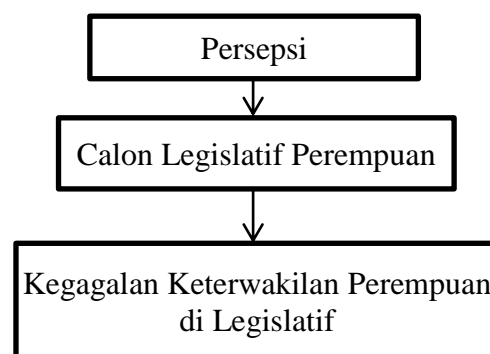 Persepsi
Calon Legislatif Perempuan
Kegagalan Keterwakilan Perempuan
di Legislatif